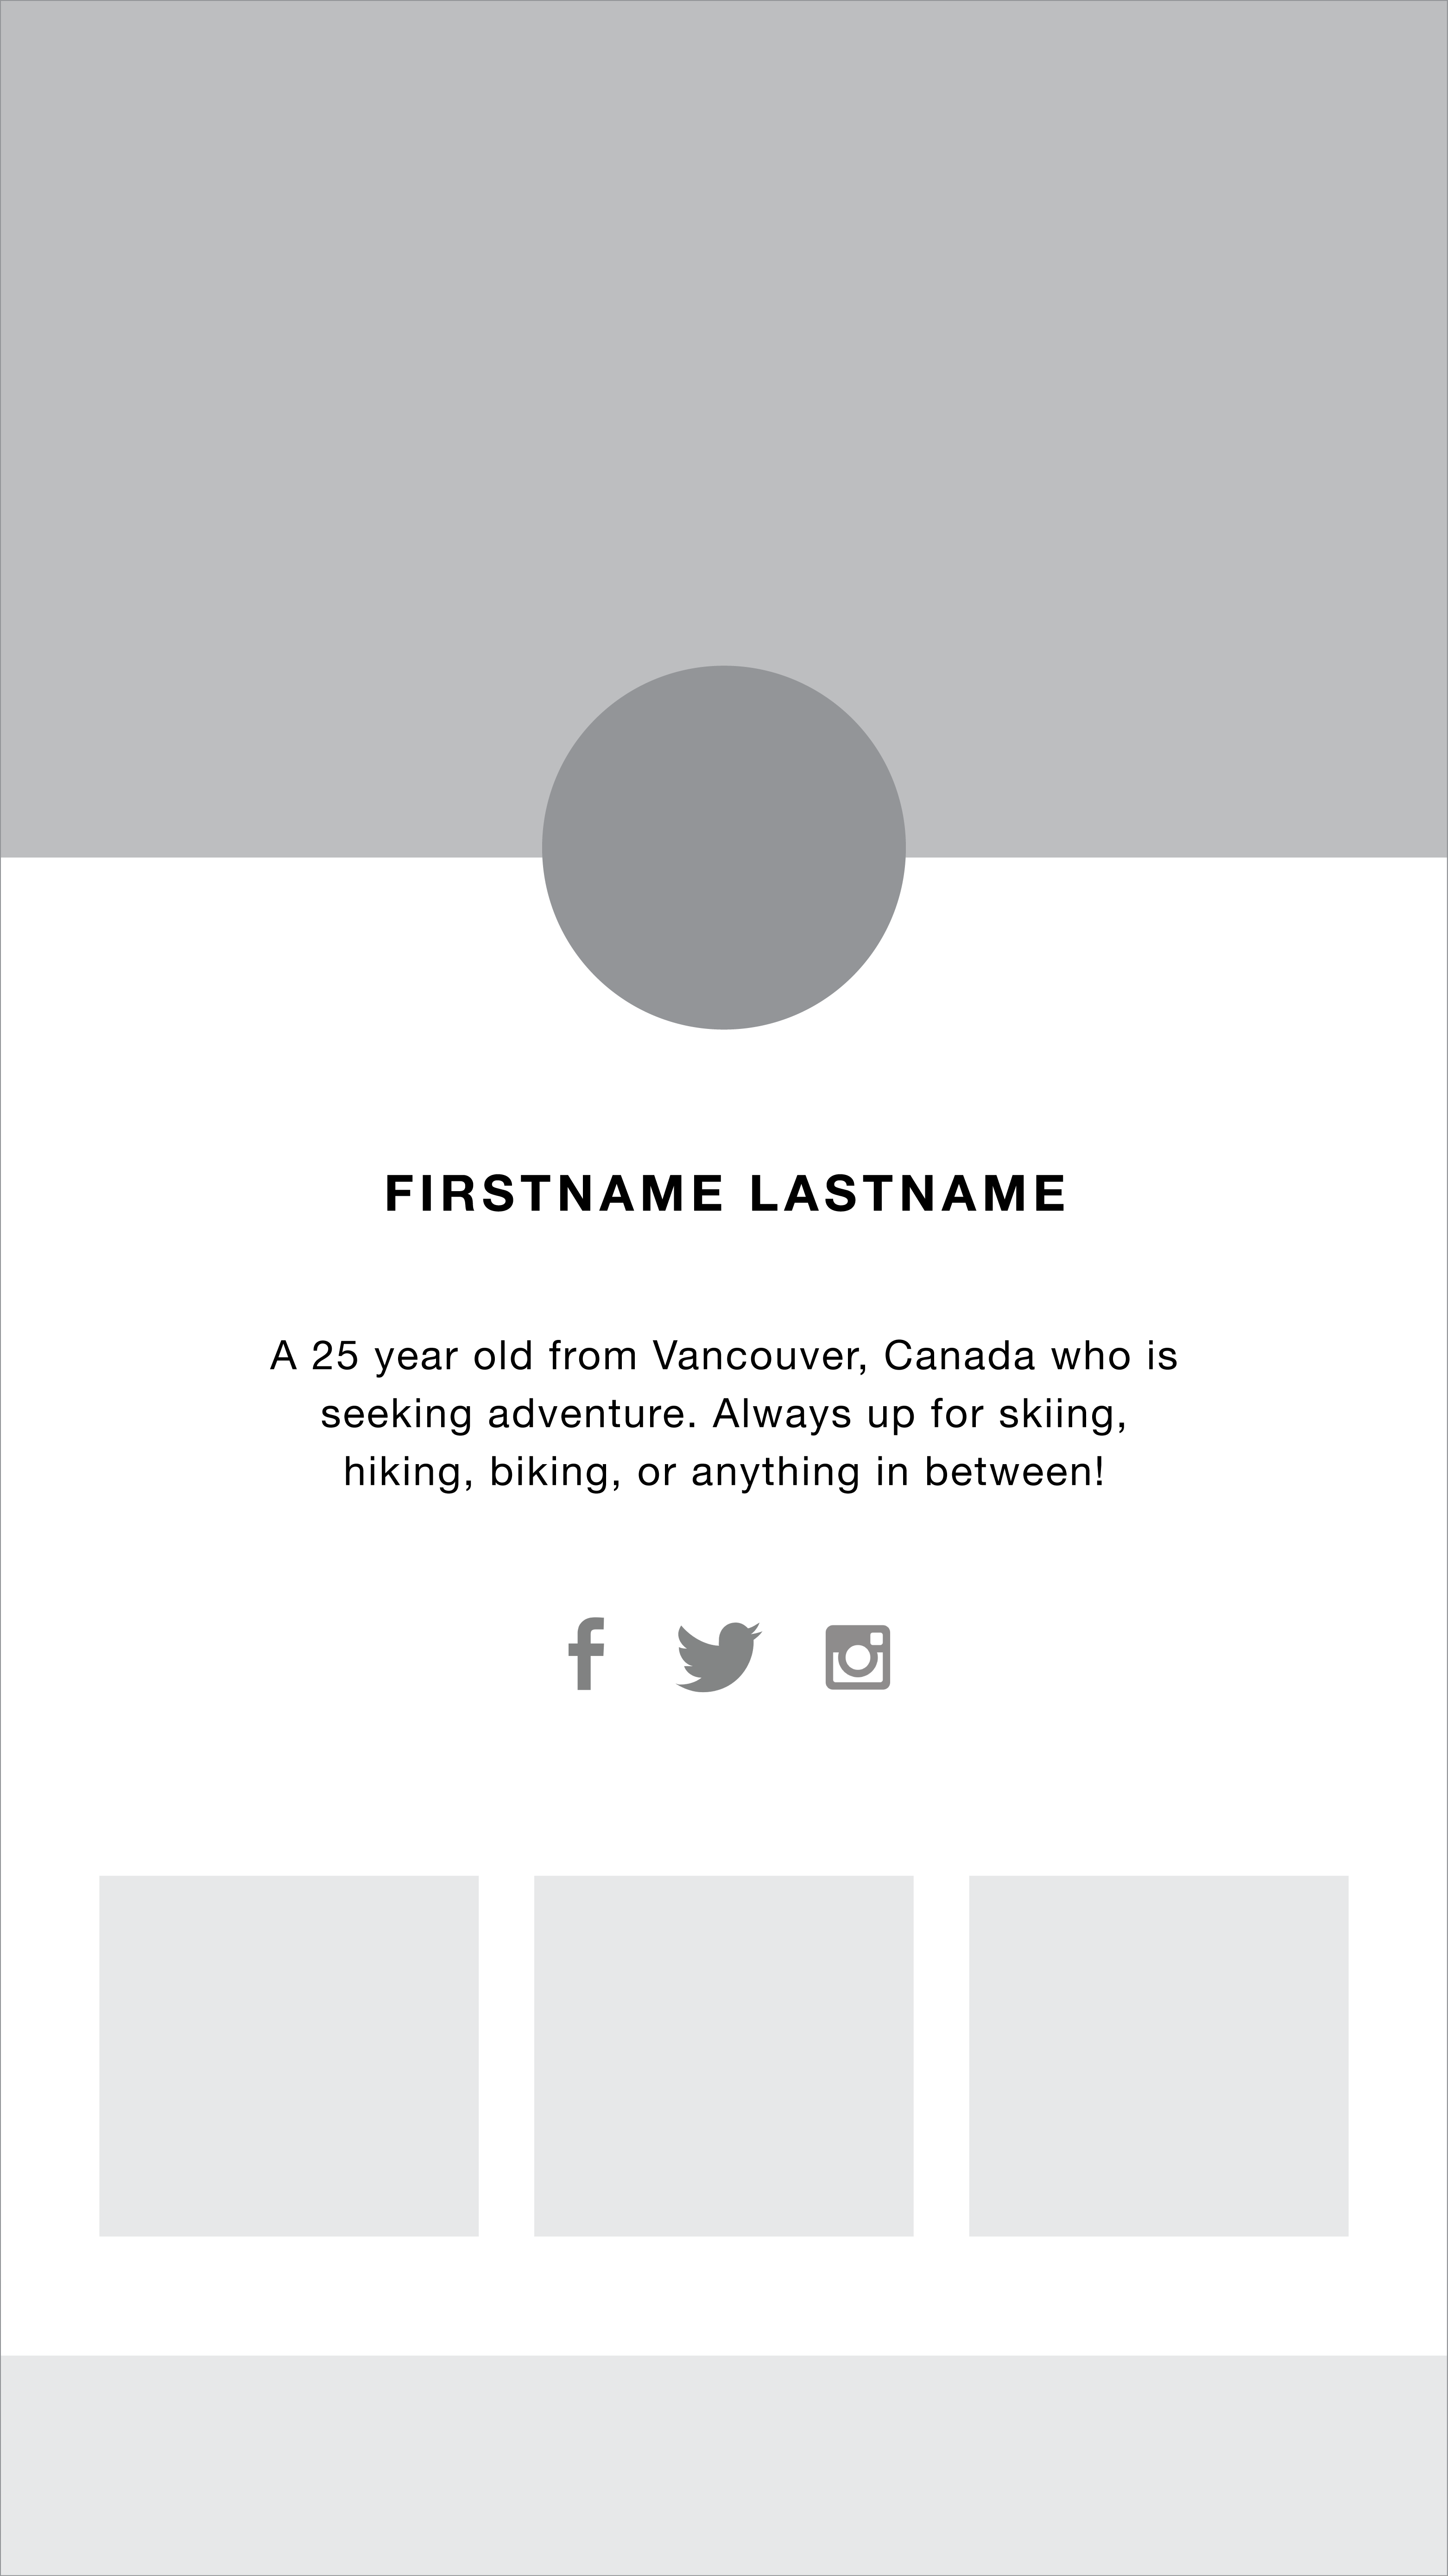 FIRSTNAME LASTNAME
A 25 year old from Vancouver, Canada who is
seeking adventure. Always up for skiing,
hiking, biking, or anything in between!